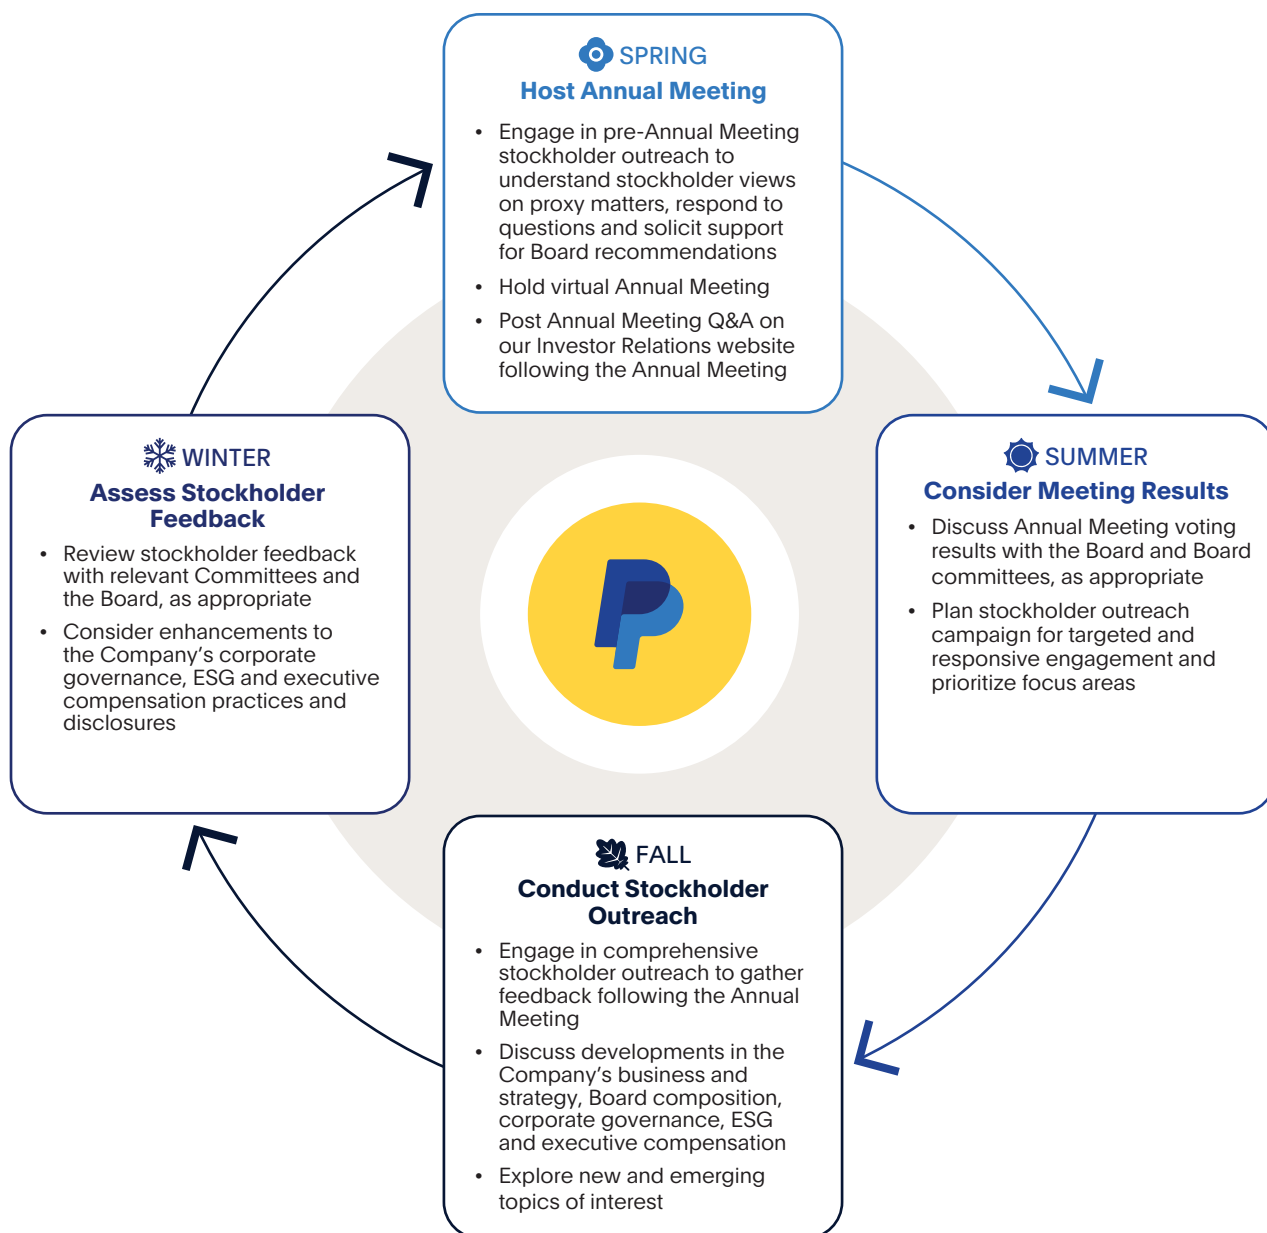 SPRING
Host Annual Meeting
• Engage in pre-Annual Meeting
stockholder outreach to
understand stockholder views
on proxy matters, respond to
questions and solicit support
for Board recommendations
• Hold virtual Annual Meeting
• Post Annual Meeting Q&A on
our Investor Relations website
following the Annual Meeting
SUMMER
Consider Meeting Results
• Discuss Annual Meeting voting
results with the Board and Board
committees, as appropriate
• Plan stockholder outreach
campaign for targeted and
responsive engagement and
prioritize focus areas
FALL
Conduct Stockholder
Outreach
• Engage in comprehensive
stockholder outreach to gather
feedback following the Annual
Meeting
• Discuss developments in the
Company’s business and
strategy, Board composition,
corporate governance, ESG
and executive compensation
• Explore new and emerging
topics of interest
WINTER
Assess Stockholder
Feedback
• Review stockholder feedback
with relevant Committees and
the Board, as appropriate
• Consider enhancements to
the Company’s corporate
governance, ESG and executive
compensation practices and
disclosures